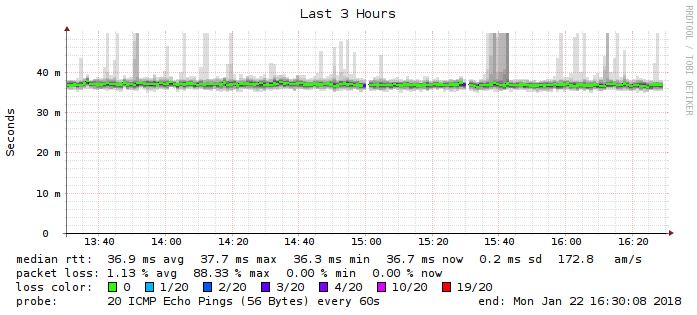 Last 3 Hours
RRDTOOL / TOBI OETIKER
Seconds
40 m
30 m
20 m
10 m
0
13:40 14:00 14:20 14:40 15:00 15:20 15:40 16:00 16:20
median rtt: 36.9 ms avg 37.7 ms max 36.3 ms min 36.7 ms now 0.2 ms sd 172.8 am/s
packet loss: 1.13 % avg 88.33 % max 0.00 % min 0.00 % now
loss color: 0 1/20 2/20 3/20 4/20 10/20 19/20
probe: 20 ICMP Echo Pings (56 Bytes) every 60s end: Mon Jan 22 16:30:08 2018